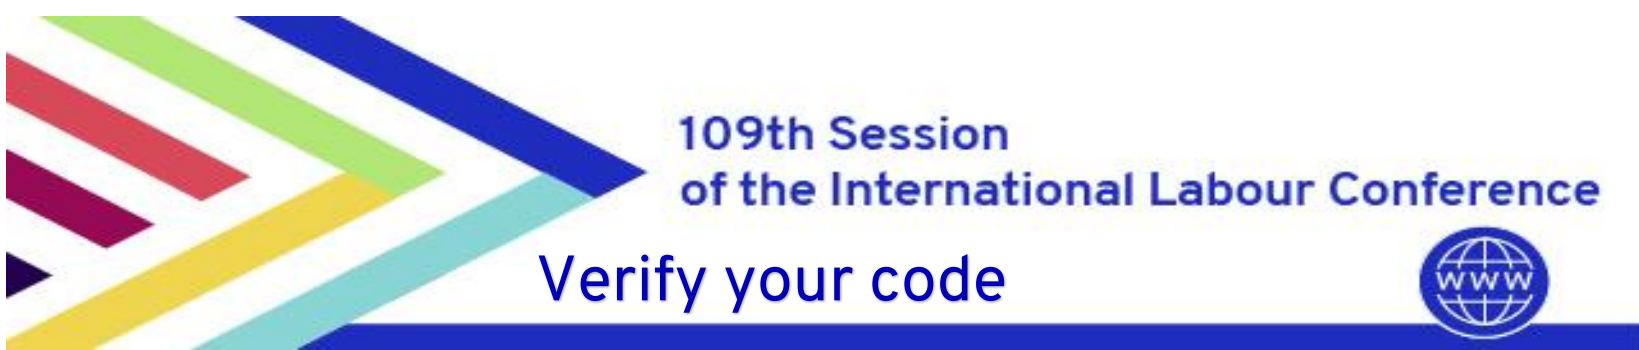 109th Session
of the International Labour Conference
Verify your code
WWW